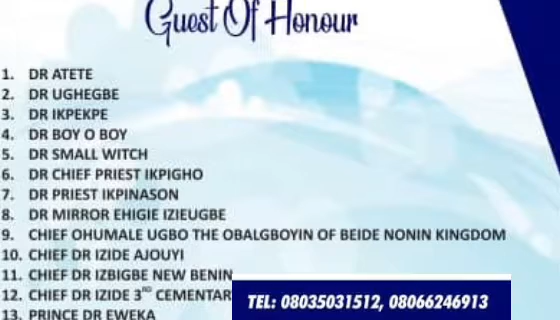 Guest Of Honour
1. DR ATETE
2. DR UGHEGBE
3. DR IKPEKPE
4. DR BOY O BOY
5. DR SMALL WITCH
6. DR CHIEF PRIEST IKPIGHO
7. DR PRIEST IKPINASON
8. DR MIRROR EHIGIE IZIEUGBE
9. CHIEF OHUMALE UGBO THE OBALGBOYIN OF BEIDE NONIN KINGDOM
10. CHIEF DR IZIDE AJOUYI
11. CHIEF DR IZBIGBE NEW BENIN
12. CHIEF DR IZIDE 3RD CEMENTAR
13. PRINCE DR EWEKA
TEL: 08035031512, 08066246913